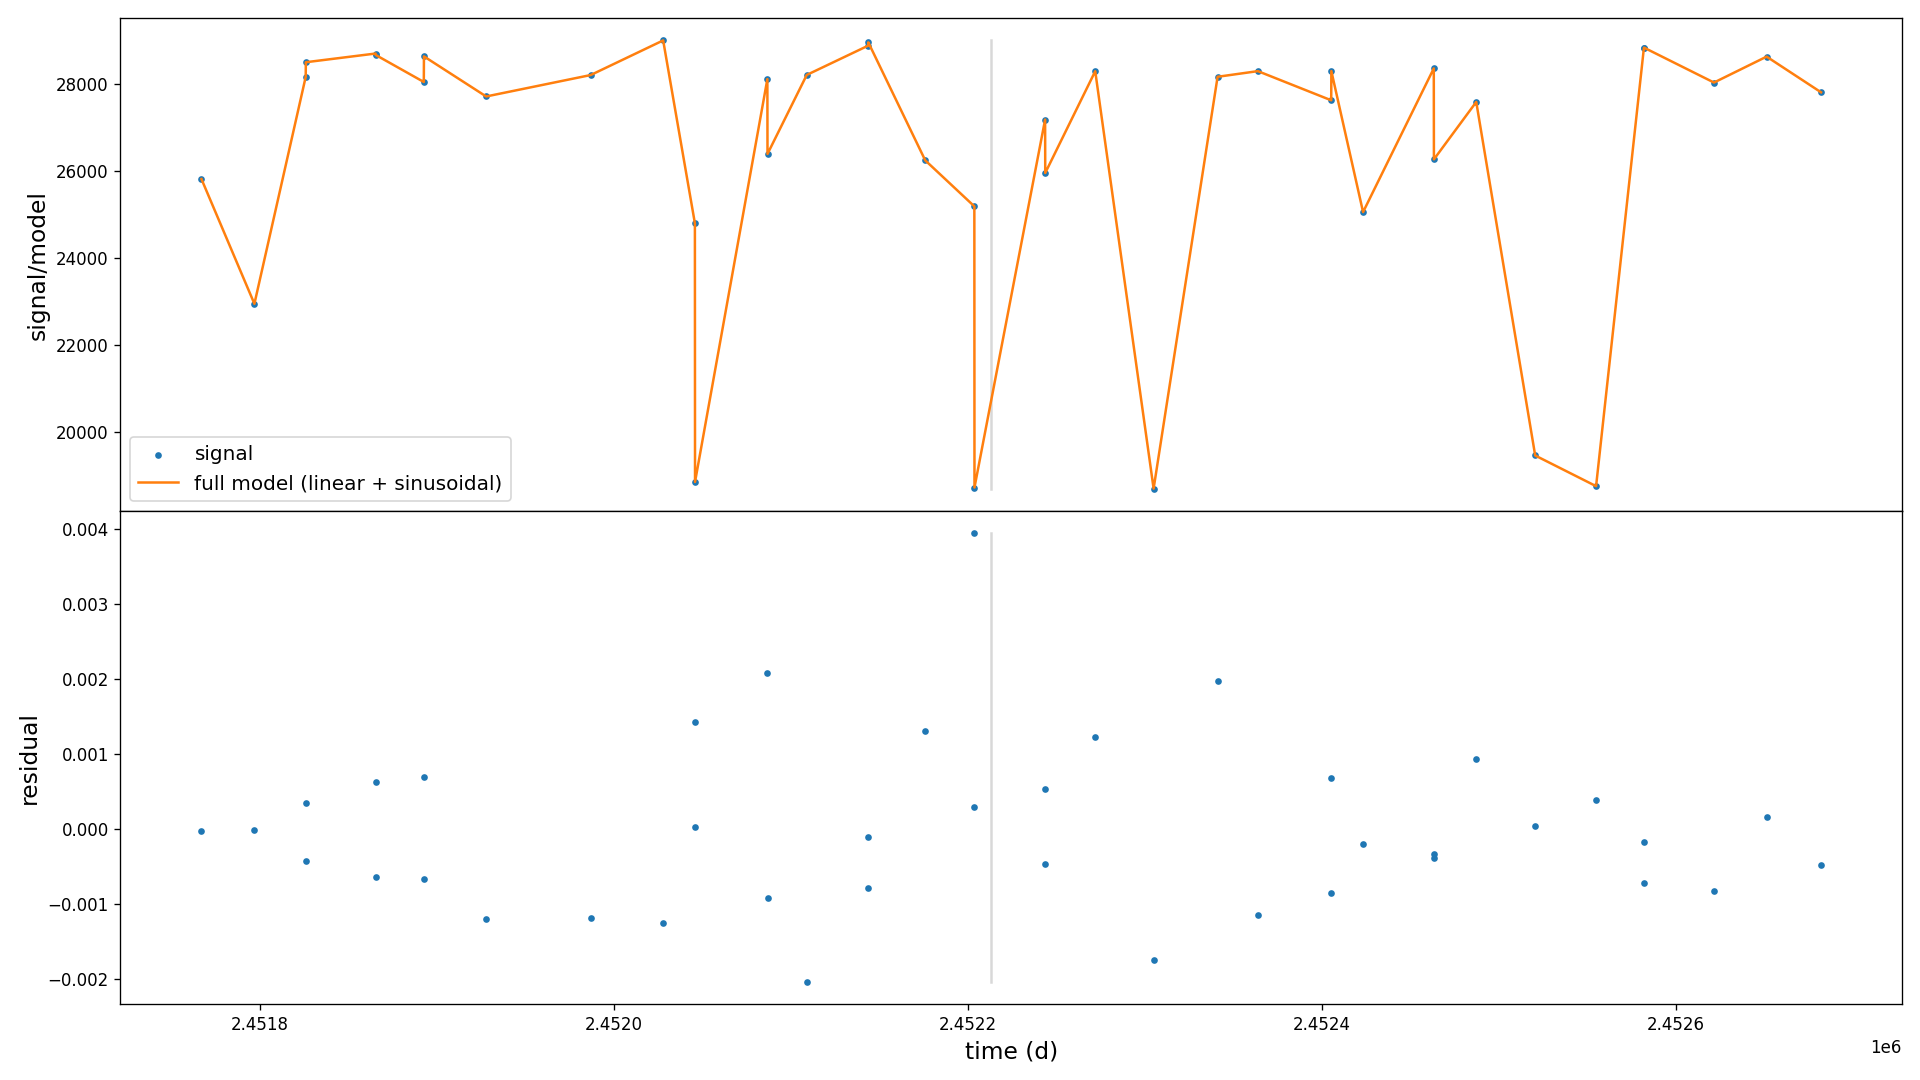 28000
26000
24000
22000
20000
signal/model
signal
full model (linear + sinusoidal)
0.004
0.003
0.002
0.001
0.000
−0.001
−0.002
residual
2.4518
2.4520
2.4522
2.4524
2.4526
1e6
time (d)